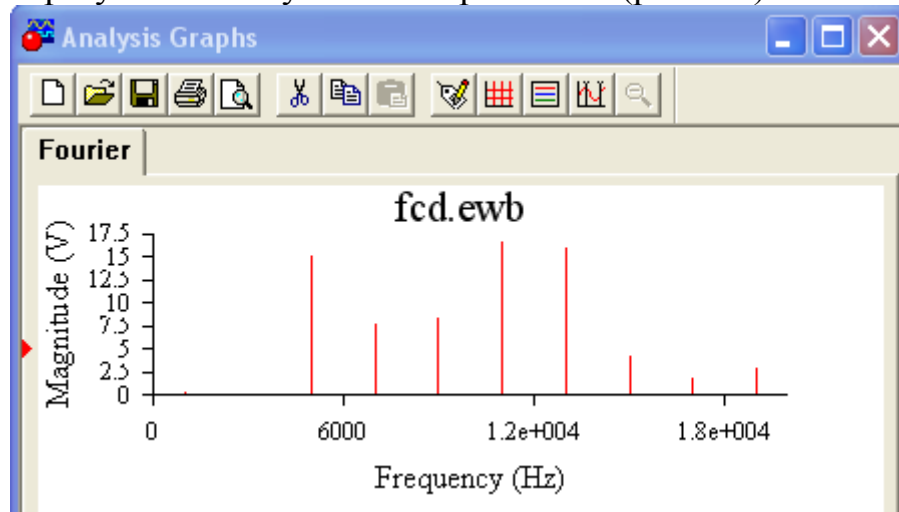 Analysis Graphs
Fourier
fcd.ewb
Magnitude (V)
17.5
15
12.5
10
7.5
5
2.5
0
0 6000 1.2e+004 1.8e+004
Frequency (Hz)